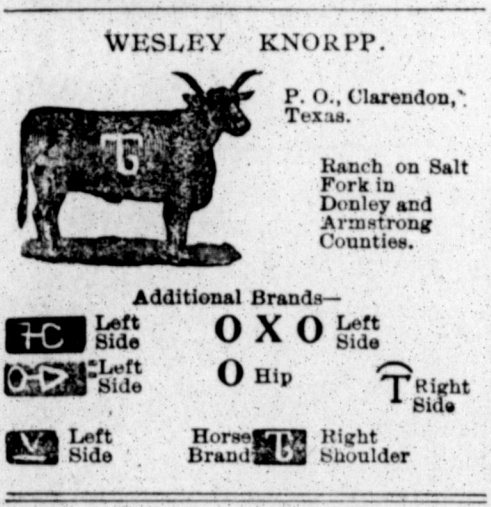 WESLEY KNORPP.
P. O., Clarendon,
Texas.
Ranch on Salt
Fork in
Donley and
Armstrong
Counties.
Additional Brands—
Left
Side
O X O Left
Side
Left
Side
O Hip
T Right
Side
Left
Side
Horse
Brand
Right
Shoulder